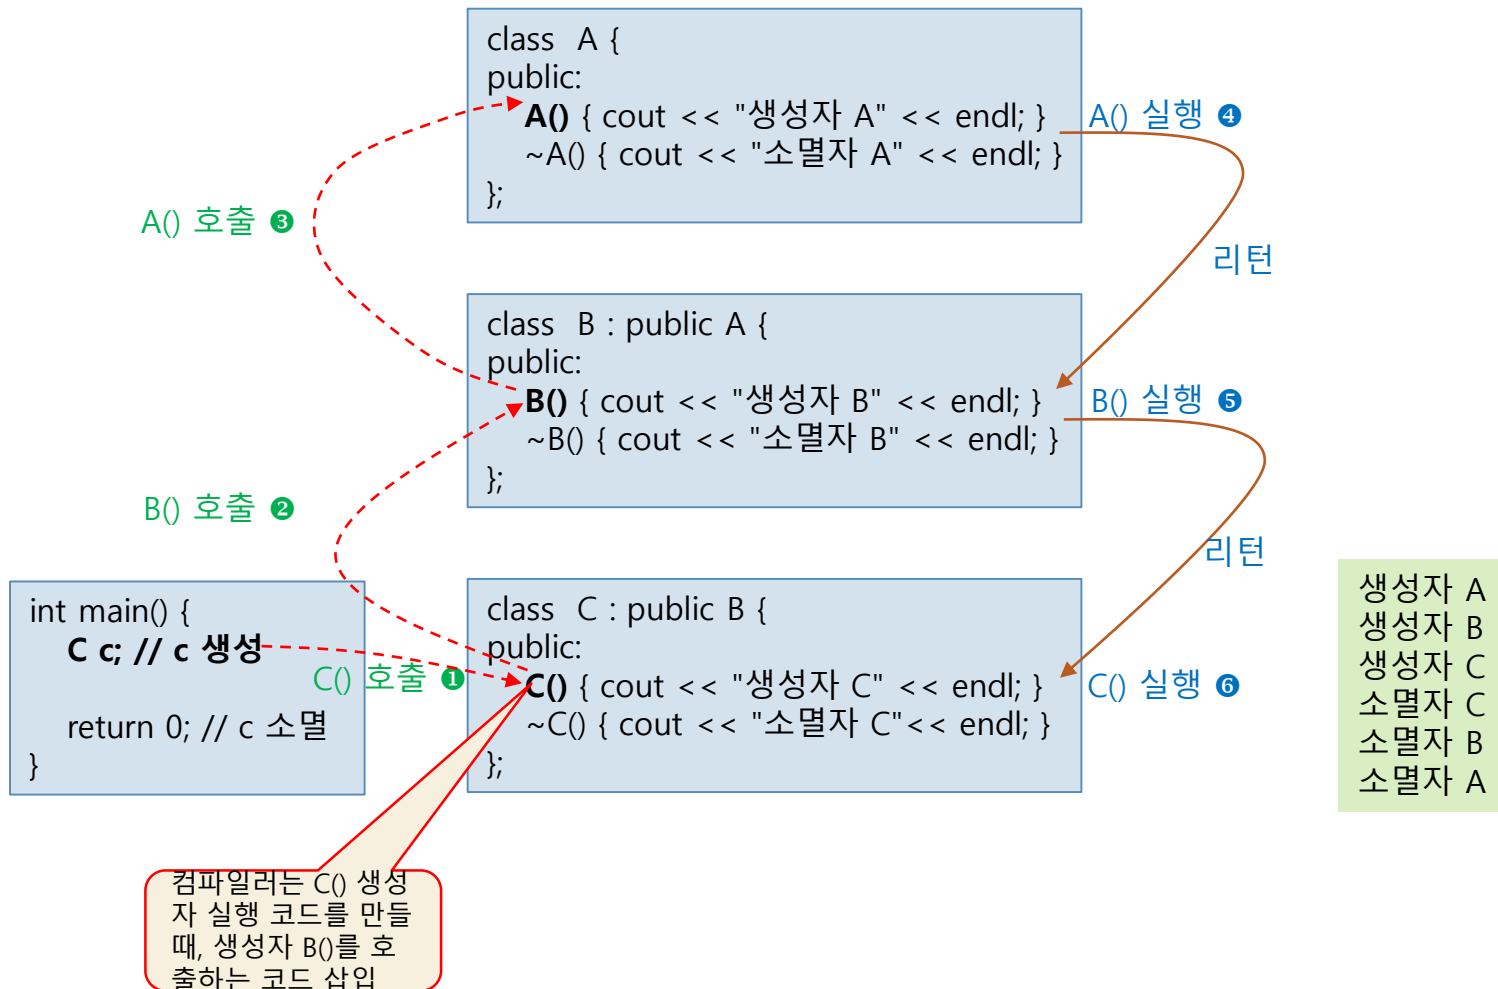 class  A {
public:
A() { cout << "생성자 A" << endl; }
~A() { cout << "소멸자 A" << endl; }
};
A() 실행 ❹
A() 호출 ❸
리턴
class  B : public A {
public:
B() { cout << "생성자 B" << endl; }
~B() { cout << "소멸자 B" << endl; }
};
B() 실행 ❺
B() 호출 ❷
리턴
int main() {
C c; // c 생성
return 0; // c 소멸
}
C() 호출 ❶
class  C : public B {
public:
C() { cout << "생성자 C" << endl; }
~C() { cout << "소멸자 C"<< endl; }
};
C() 실행 ❻
생성자 A
생성자 B
생성자 C
소멸자 C
소멸자 B
소멸자 A
컴파일러는 C() 생성
자 실행 코드를 만들
때, 생성자 B()를 호
출하는 코드 삽입